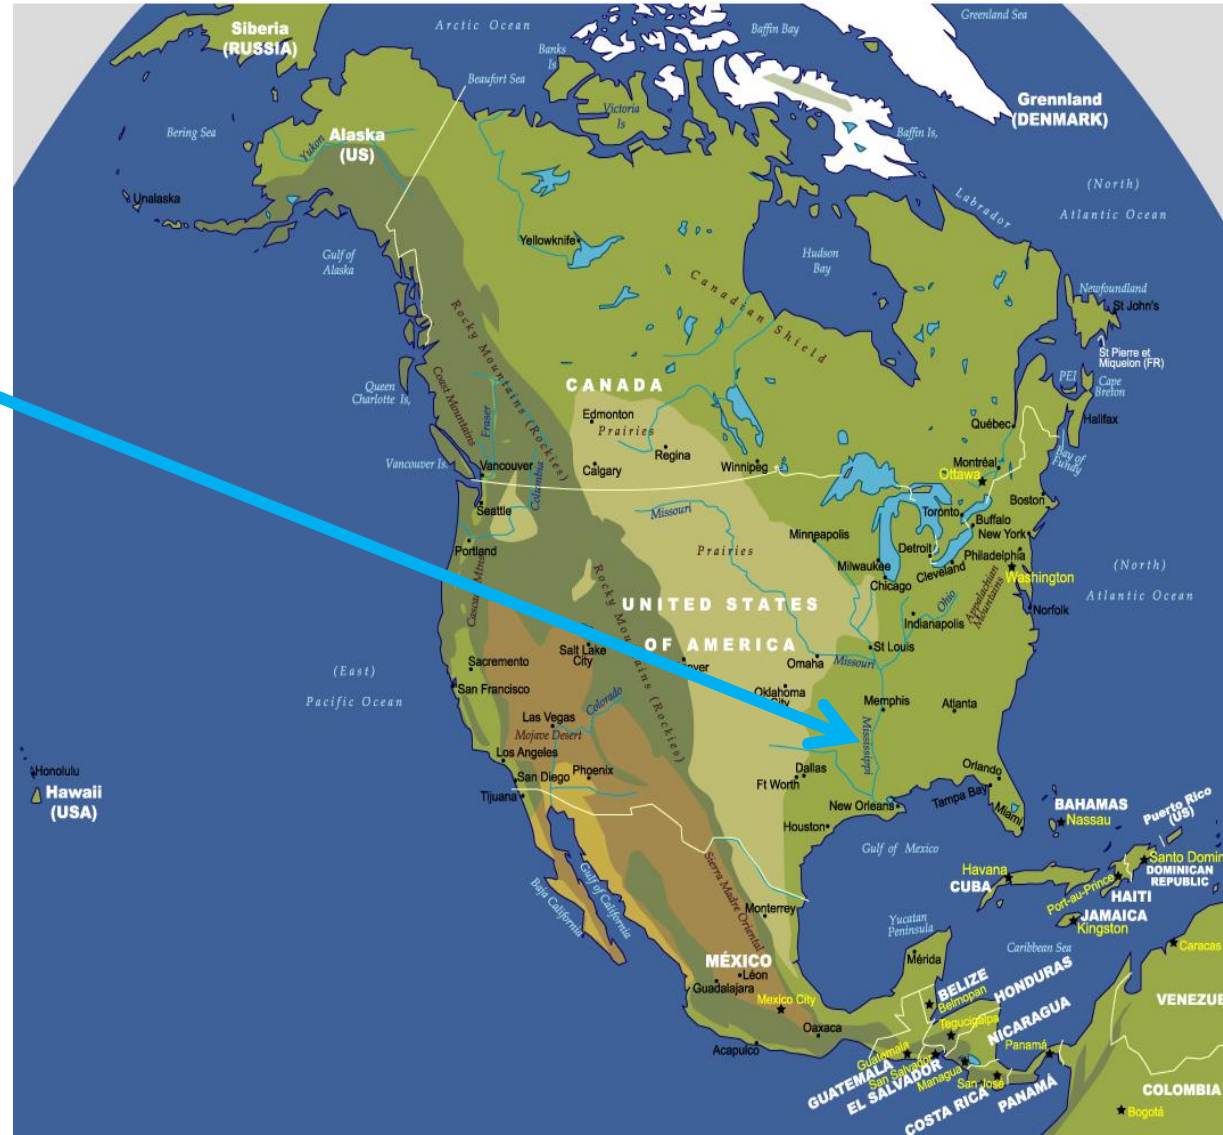 Siberia
(RUSSIA)
Arctic Ocean
Greenland Sea
Baffin Bay
Banks
Is
Beaufort Sea
Victoria
Is
Grennland
(DENMARK)
Bering Sea
Yukon
Alaska
(US)
Baffin Is,
Unalaska
Labrador
(North)
Atlantic Ocean
Gulf of
Alaska
Yellowknife
Hudson
Bay
Canadian Shield
Newfoundland
St John's
Rocky Mountains (Rockies)
St Pierre et
Miquelon (FR)
Queen
Charlotte Is,
Coast Mountains
Fraser
CANADA
PEI
Cape
Breton
Edmonton
Prairies
Québec
Halifax
Regina
Calgary
Winnipeg
Vancouver Is.
Vancouver
Columbia
Montréal
Ottawa
Bay of
Fundy
Seattle
Missouri
Boston
Toronto
Buffalo
New York
Portland
Prairies
Minneapolis
Detroit
Philadelphia
Milwaukee
Chicago
Cleveland
Washington
(North)
Atlantic Ocean
Rocky Mountains (Rockies)
UNITED STATES
OF AMERICA
Ohio
Appalachian
Mountains
Norfolk
Indianapolis
Salt Lake
City
St Louis
Sacremento
Omaha
Missouri
(East)
Pacific Ocean
San Francisco
Oklahoma
City
Memphis
Atlanta
Colorado
Las Vegas
Mojave Desert
Mississippi
Los Angeles
San Diego
Phoenix
Dallas
Ft Worth
Orlando
Honolulu
Hawaii
(USA)
Tijuana
New Orleans
Tampa Bay
Miami
BAHAMAS
Nassau
Puerto Rico
(US)
Houston
Gulf of Mexico
Sierra Madre Oriental
Havana
CUBA
Port-au-Prince
Santo Domin
DOMINICAN
REPUBLIC
HAITI
Baja California
Gulf of California
Monterrey
JAMAICA
Kingston
Yucatan
Peninsula
Caribbean Sea
Caracas
MÉXICO
Léon
Guadalajara
Mérida
Mexico City
BELIZE
Belmopan
HONDURAS
VENEZUE
Oaxaca
Tegucigalpa
NICARAGUA
Acapulco
Guatemala
GUATEMALA
San Salvador
EL SALVADOR
Managua
San José
COSTA RICA
Panamá
PANAMÁ
COLOMBIA
Bogotá